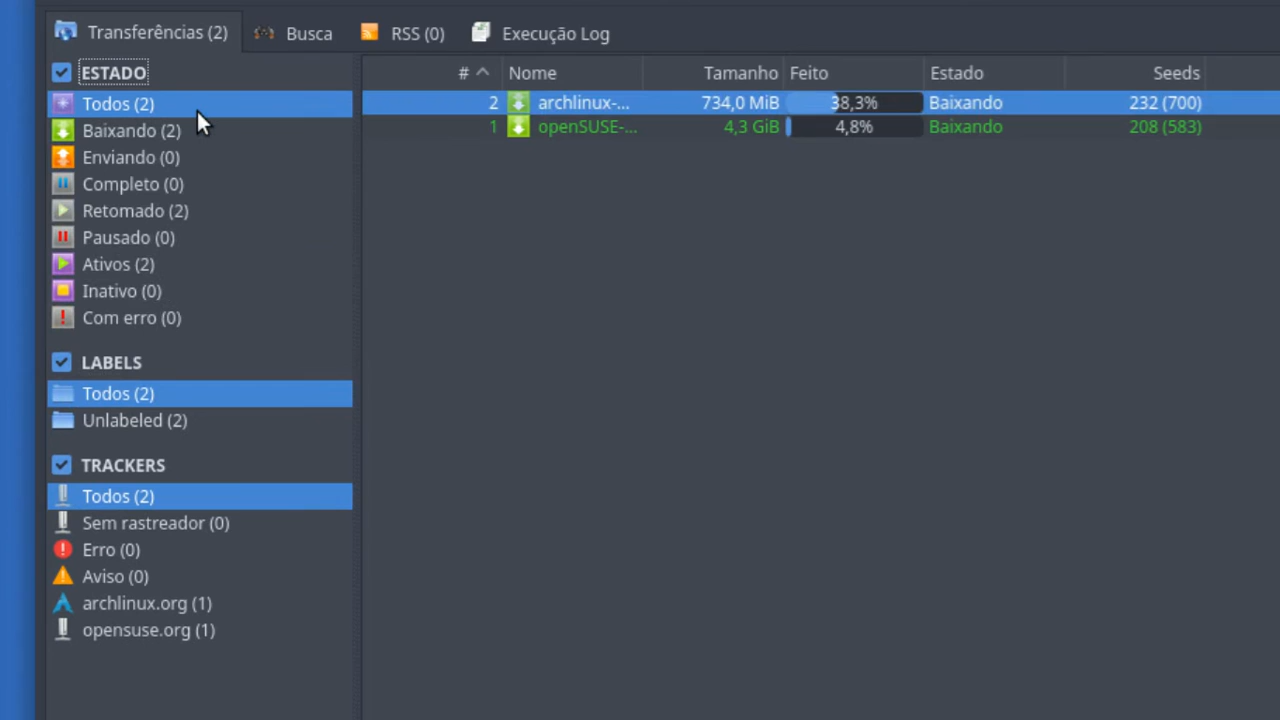 Transferências (2) Busca RSS (0) Execução Log
ESTADO
Todos (2)
Baixando (2)
Enviando (0)
Completo (0)
Retomado (2)
Pausado (0)
Ativos (2)
Inativo (0)
Com erro (0)
LABELS
Todos (2)
Unlabeled (2)
TRACKERS
Todos (2)
Sem rastreador (0)
Erro (0)
Aviso (0)
archlinux.org (1)
opensuse.org (1)
# Nome Tamanho Feito Estado Seeds
2 archlinux-... 734,0 MiB 38,3% Baixando 232 (700)
1 openSUSE-... 4,3 GiB 4,8% Baixando 208 (583)